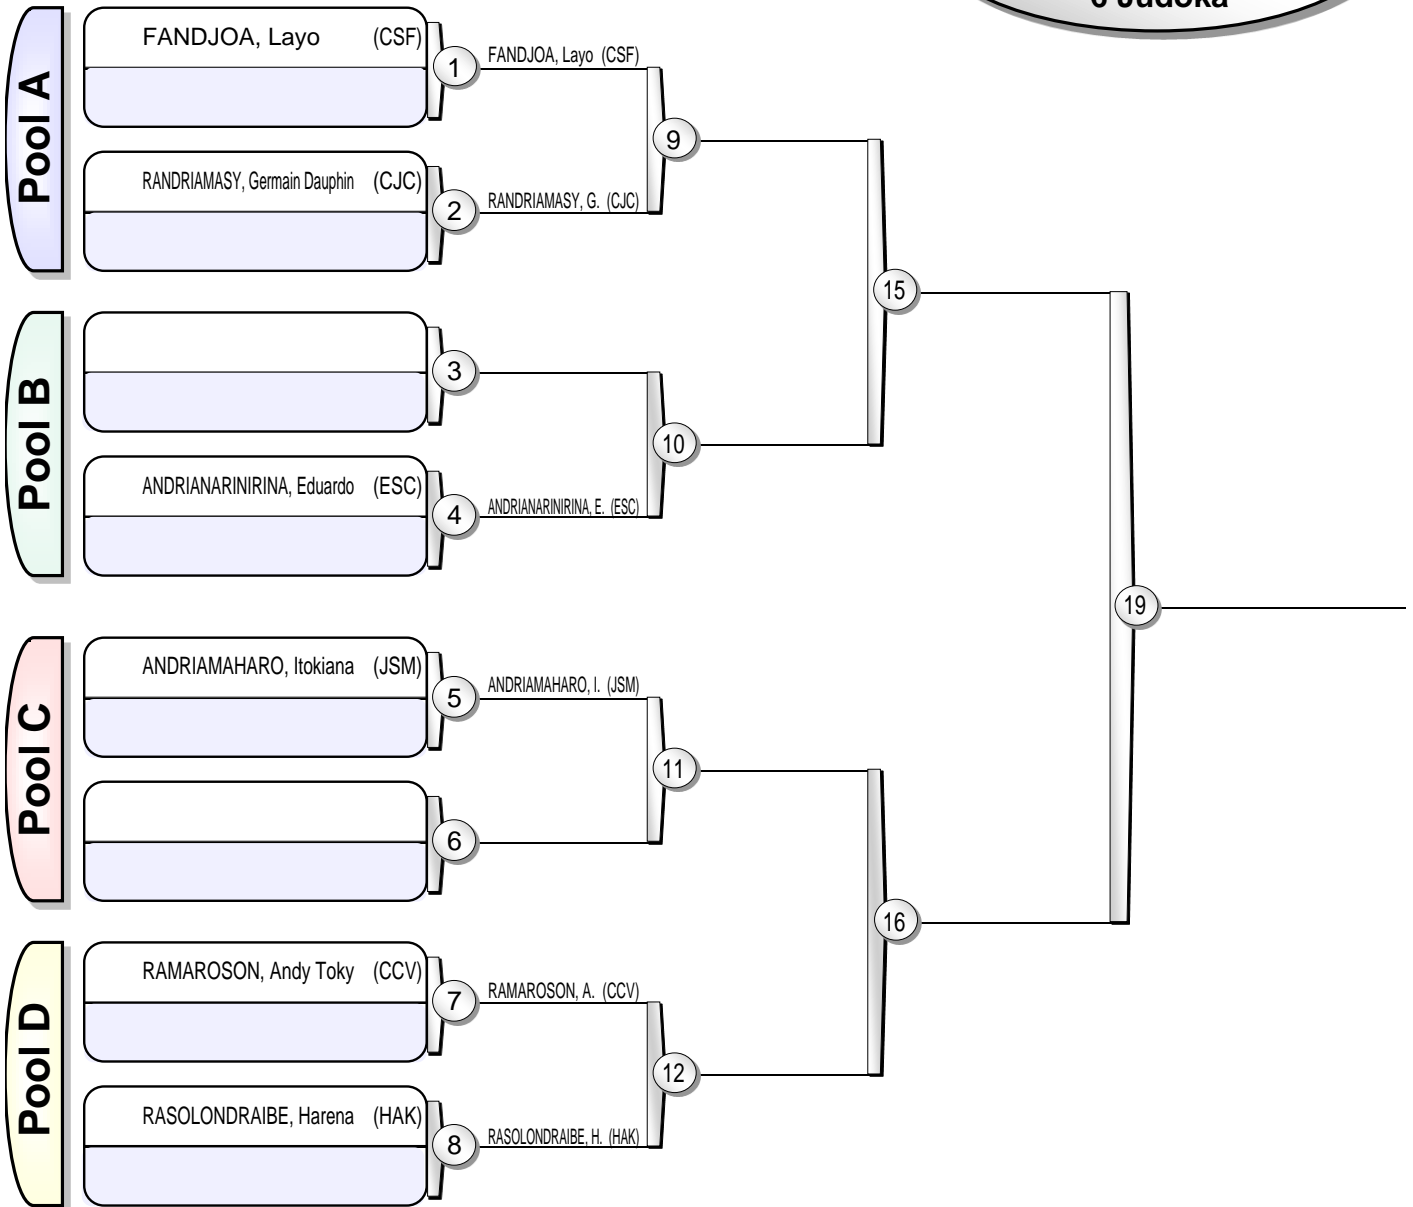 6 Judoka
Pool A
FANDJOA, Layo (CSF)
1
FANDJOA, Layo (CSF)
9
RANDRIAMASY, Germain Dauphin (CJC)
2
RANDRIAMASY, G. (CJC)
15
Pool B
3
10
ANDRIANARINIRINA, Eduardo (ESC)
4
ANDRIANARINIRINA, E. (ESC)
19
Pool C
ANDRIAMAHARO, Itokiana (JSM)
5
ANDRIAMAHARO, I. (JSM)
11
6
16
Pool D
RAMAROSON, Andy Toky (CCV)
7
RAMAROSON, A. (CCV)
12
RASOLONDRAIBE, Harena (HAK)
8
RASOLONDRAIBE, H. (HAK)